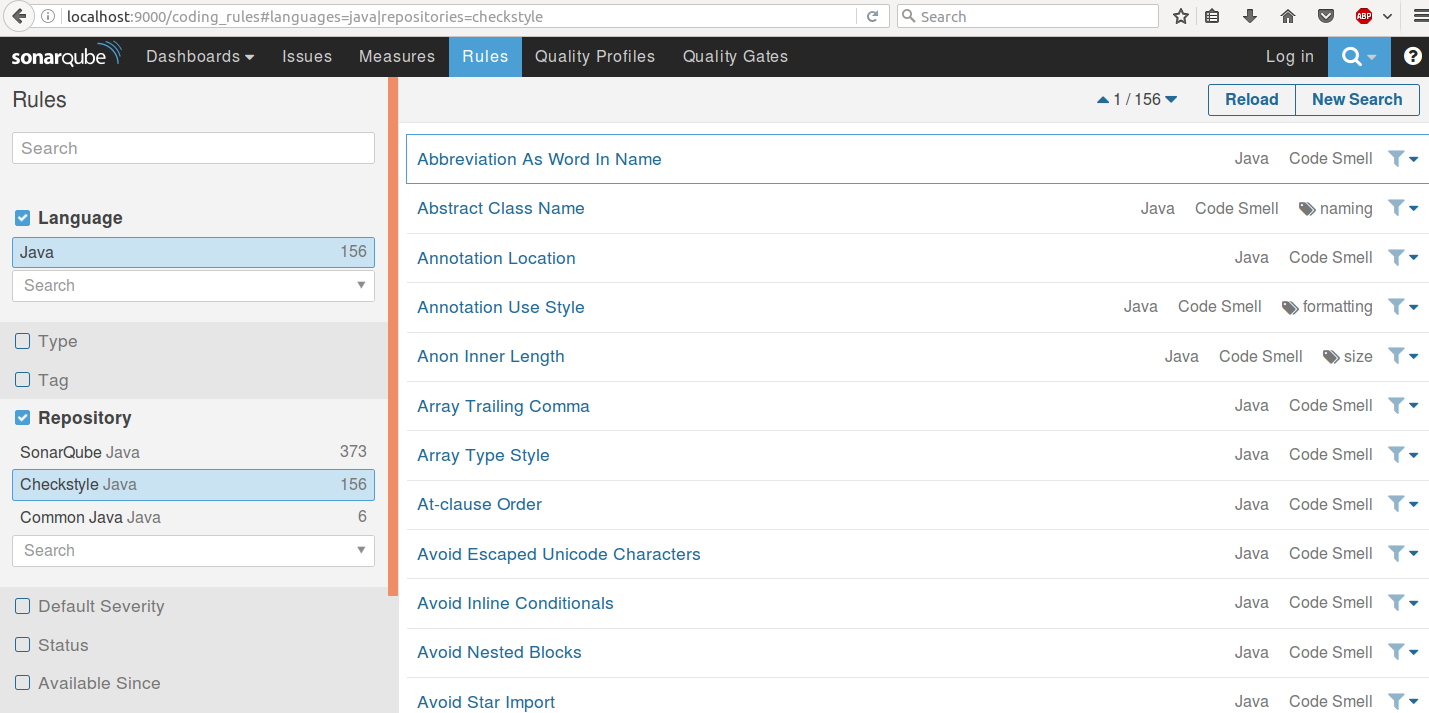 localhost:9000/coding_rules#languages=java|repositories=checkstyle
Search
ABP
sonarqube Dashboards Issues Measures Rules Quality Profiles Quality Gates Log in ?
Rules
Search
Language
Java 156
Search
Type
Tag
Repository
SonarQube Java 373
Checkstyle Java 156
Common Java Java 6
Search
Default Severity
Status
Available Since
1 / 156 Reload New Search
Abbreviation As Word In Name Java Code Smell
Abstract Class Name Java Code Smell naming
Annotation Location Java Code Smell
Annotation Use Style Java Code Smell formatting
Anon Inner Length Java Code Smell size
Array Trailing Comma Java Code Smell
Array Type Style Java Code Smell
At-clause Order Java Code Smell
Avoid Escaped Unicode Characters Java Code Smell
Avoid Inline Conditionals Java Code Smell
Avoid Nested Blocks Java Code Smell
Avoid Star Import Java Code Smell